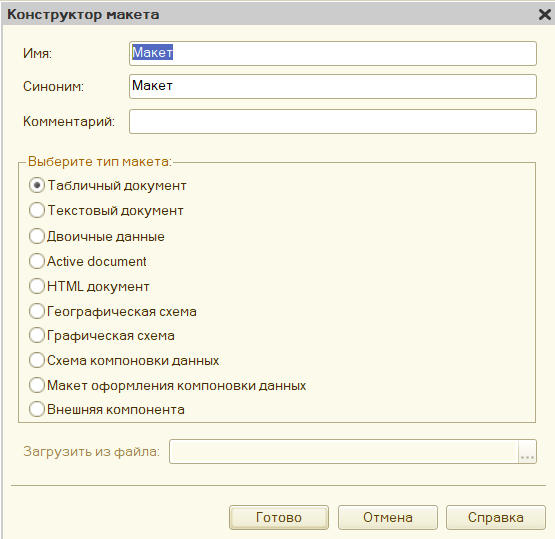 Конструктор макета
Имя: Макет
Синоним: Макет
Комментарий:
Выберите тип макета:
Табличный документ
Текстовый документ
Двоичные данные
Active document
HTML документ
Географическая схема
Графическая схема
Схема компоновки данных
Макет оформления компоновки данных
Внешняя компонента
Загрузить из файла: ...
Готово Отмена Справка